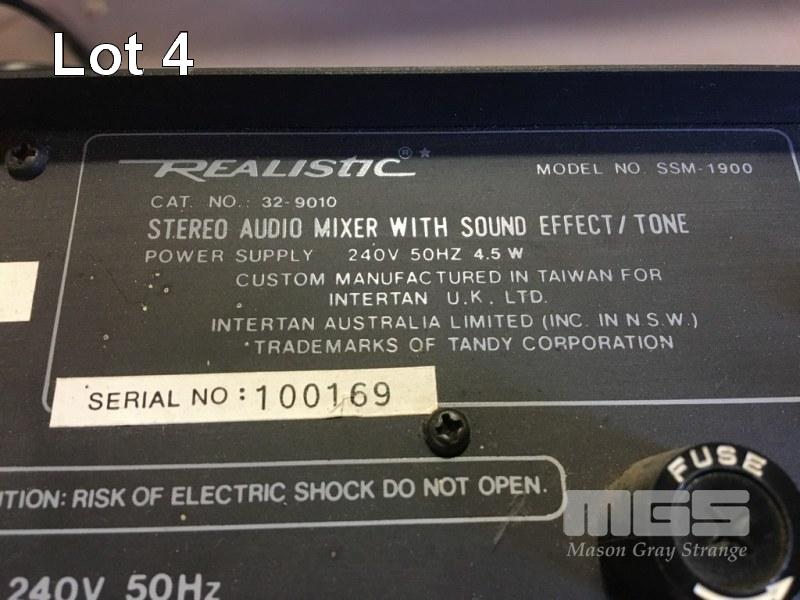 Lot 4
REALISTIC ®*
MODEL NO. SSM-1900
CAT. NO.: 32-9010
STEREO AUDIO MIXER WITH SOUND EFFECT/TONE
POWER SUPPLY 240V 50HZ 4.5 W
CUSTOM MANUFACTURED IN TAIWAN FOR
INTERTAN U.K. LTD.
INTERTAN AUSTRALIA LIMITED (INC. IN N.S.W.)
*TRADEMARKS OF TANDY CORPORATION
SERIAL NO: 100169
UTION: RISK OF ELECTRIC SHOCK DO NOT OPEN.
FUSE
MGS
Mason Gray Strange
240V 50Hz